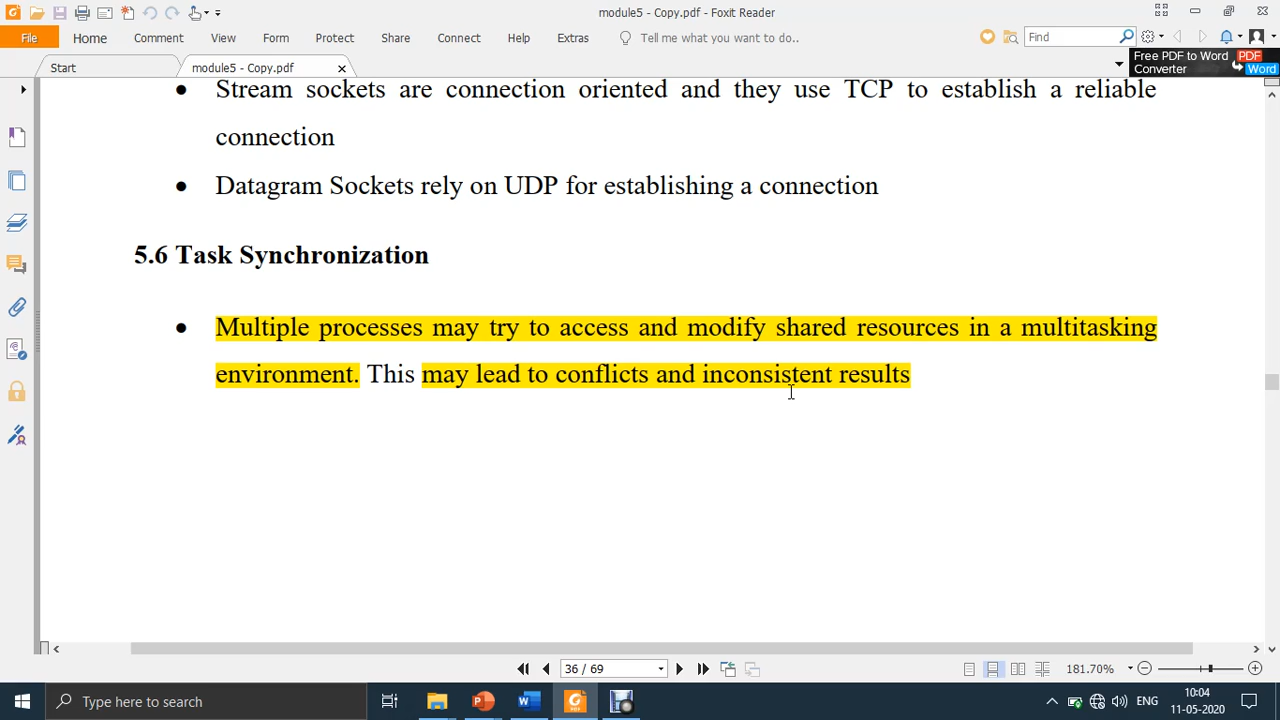 module5 - Copy.pdf - Foxit Reader
File Home Comment View Form Protect Share Connect Help Extras Tell me what you want to do.. Find
Start module5 - Copy.pdf
Free PDF to Word Converter PDF Word
• Stream sockets are connection oriented and they use TCP to establish a reliable
connection
• Datagram Sockets rely on UDP for establishing a connection
5.6 Task Synchronization
• Multiple processes may try to access and modify shared resources in a multitasking
environment. This may lead to conflicts and inconsistent results
36 / 69 181.70%
Type here to search ENG 10:04
11-05-2020